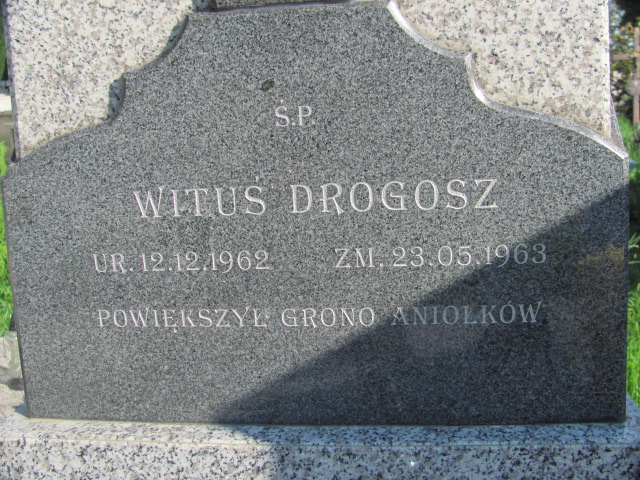 S.P.
WITUŚ DROGOSZ
UR. 12.12.1962 ZM. 23.05.1963
POWIĘKSZYŁ GRONO ANIOŁKÓW